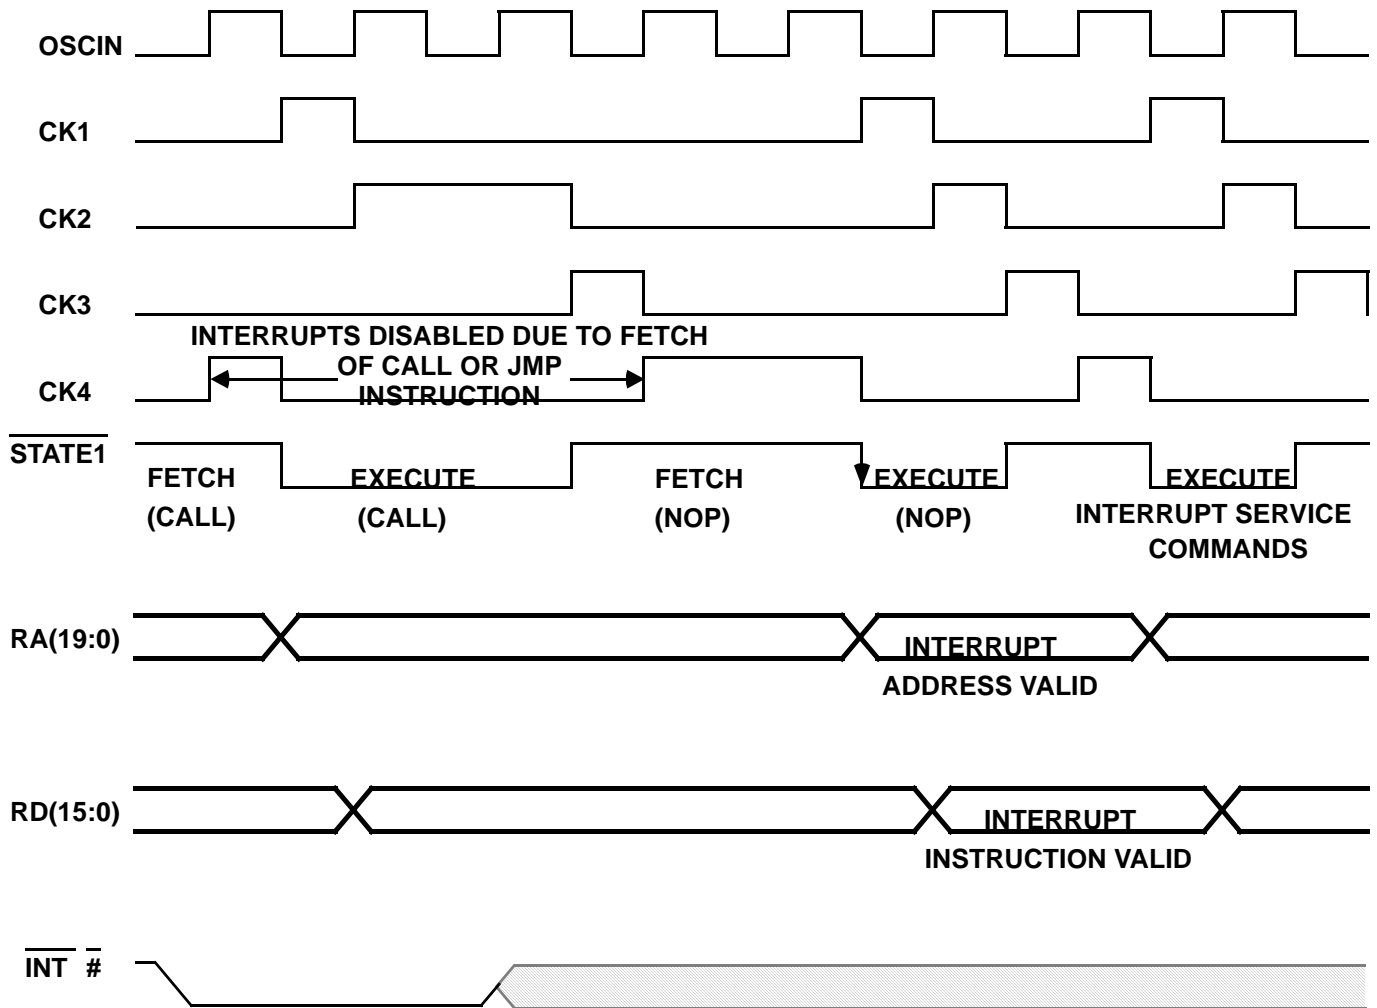 OSCIN
CK1
CK2
CK3
INTERRUPTS DISABLED DUE TO FETCH
OF CALL OR JMP
INSTRUCTION
CK4
STATE1
FETCH
(CALL)
EXECUTE
(CALL)
FETCH
(NOP)
EXECUTE
(NOP)
EXECUTE
INTERRUPT SERVICE
COMMANDS
RA(19:0)
INTERRUPT
ADDRESS VALID
RD(15:0)
INTERRUPT
INSTRUCTION VALID
INT #